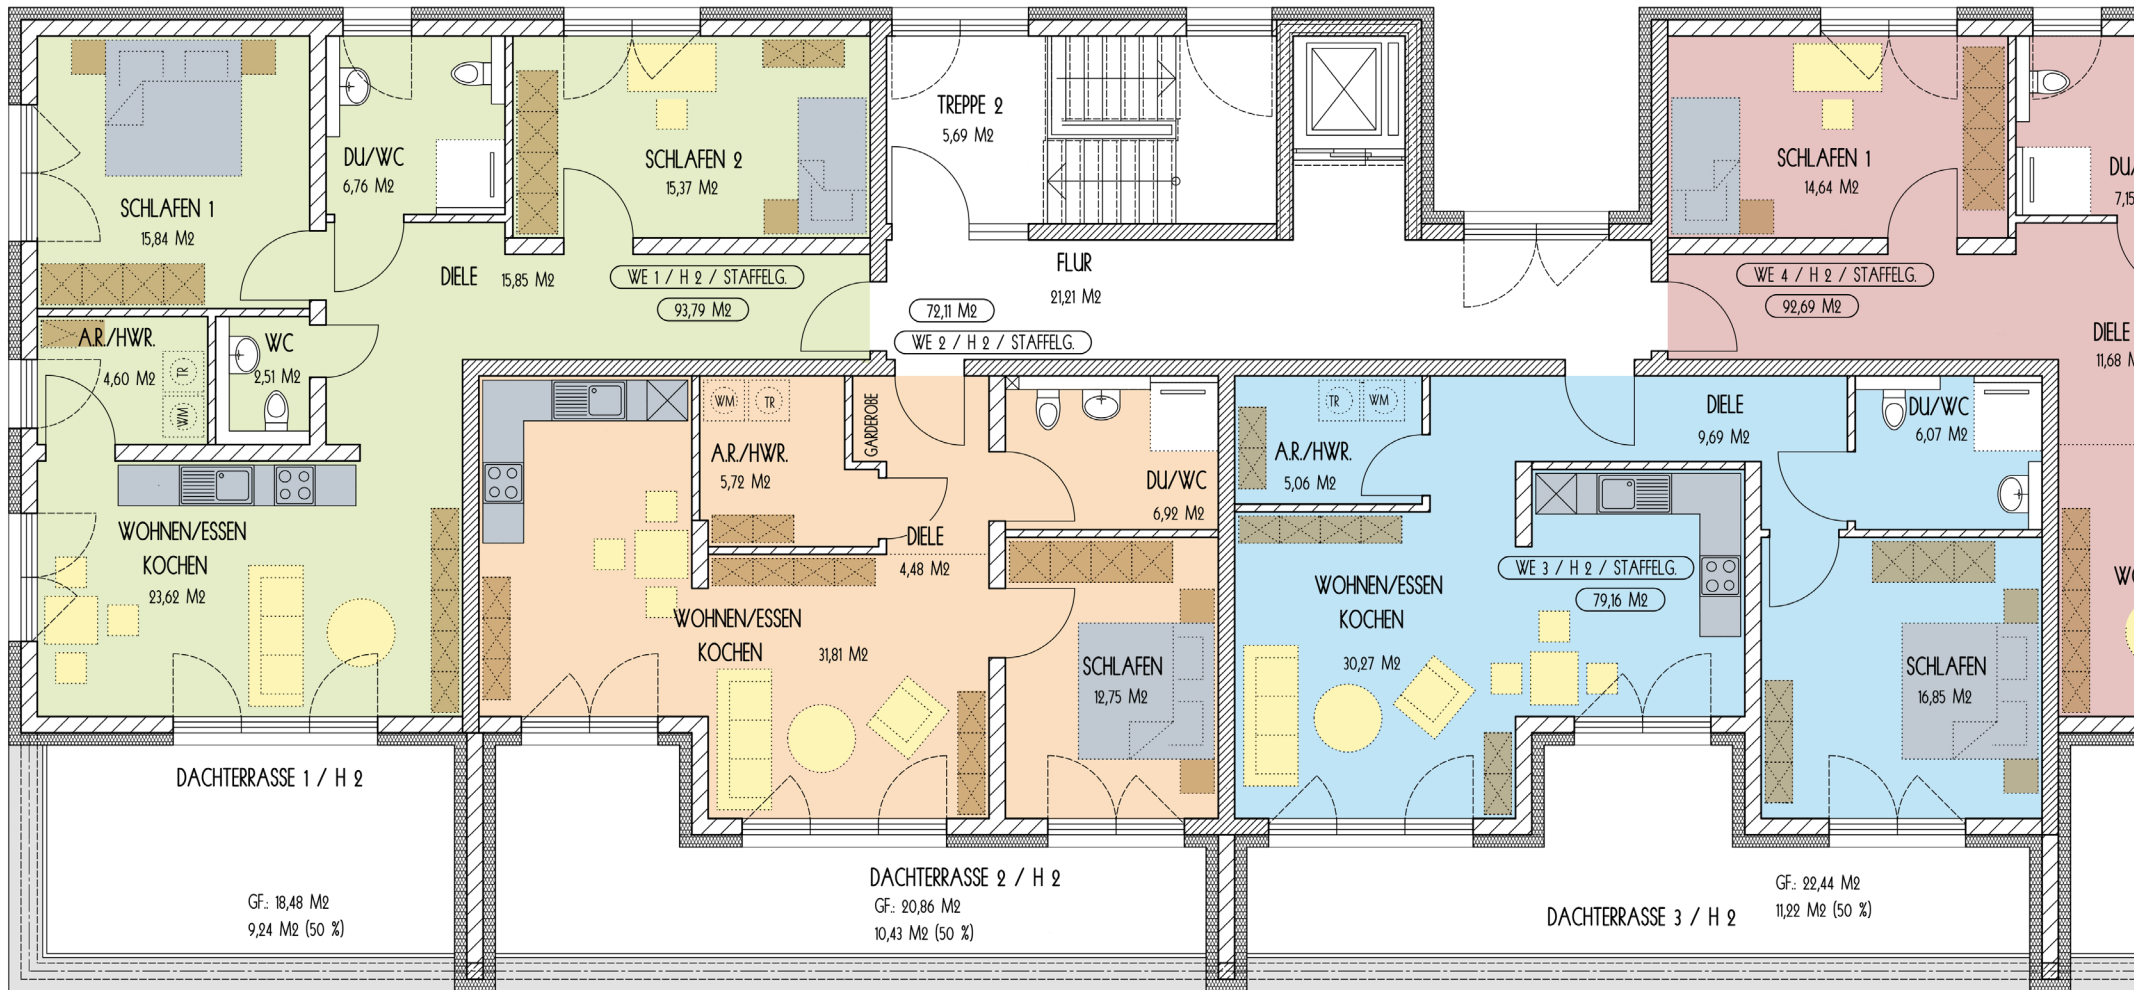 SCHLAFEN 1
15,84 M2
DU/WC
6,76 M2
SCHLAFEN 2
15,37 M2
DIELE 15,85 M2
WE 1 / H 2 / STAFFELG.
93,79 M2
A.R./HWR.
4,60 M2
TR
WM
WC
2,51 M2
WOHNEN/ESSEN
KOCHEN
23,62 M2
DACHTERRASSE 1 / H 2
GF.: 18,48 M2
9,24 M2 (50 %)
TREPPE 2
5,69 M2
FLUR
21,21 M2
72,11 M2
WE 2 / H 2 / STAFFELG.
WM
TR
A.R./HWR.
5,72 M2
GARDEROBE
DIELE
4,48 M2
DU/WC
6,92 M2
WOHNEN/ESSEN
KOCHEN
31,81 M2
SCHLAFEN
12,75 M2
DACHTERRASSE 2 / H 2
GF.: 20,86 M2
10,43 M2 (50 %)
TR
WM
A.R./HWR.
5,06 M2
DIELE
9,69 M2
DU/WC
6,07 M2
WE 3 / H 2 / STAFFELG.
79,16 M2
WOHNEN/ESSEN
KOCHEN
30,27 M2
SCHLAFEN
16,85 M2
DACHTERRASSE 3 / H 2
GF.: 22,44 M2
11,22 M2 (50 %)
SCHLAFEN 1
14,64 M2
WE 4 / H 2 / STAFFELG.
92,69 M2
DU/
7,15
DIELE
11,68 M
WO